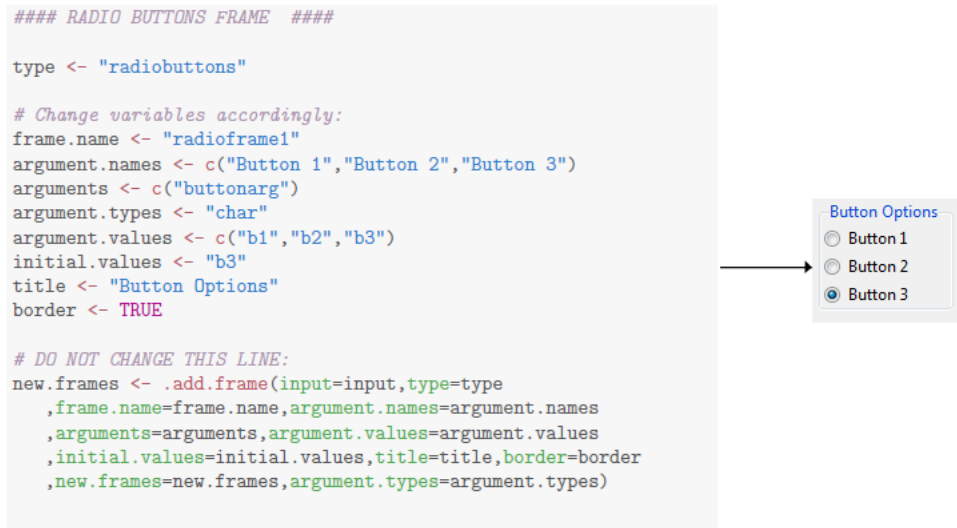 #### RADIO BUTTONS FRAME  ####
type <- "radiobuttons"
# Change variables accordingly:
frame.name <- "radioframe1"
argument.names <- c("Button 1","Button 2","Button 3")
arguments <- c("buttonarg")
argument.types <- "char"
argument.values <- c("b1","b2","b3")
initial.values <- "b3"
title <- "Button Options"
border <- TRUE
# DO NOT CHANGE THIS LINE:
new.frames <- .add.frame(input=input,type=type
,frame.name=frame.name,argument.names=argument.names
,arguments=arguments,argument.values=argument.values
,initial.values=initial.values,title=title,border=border
,new.frames=new.frames,argument.types=argument.types)
Button Options
Button 1
Button 2
Button 3